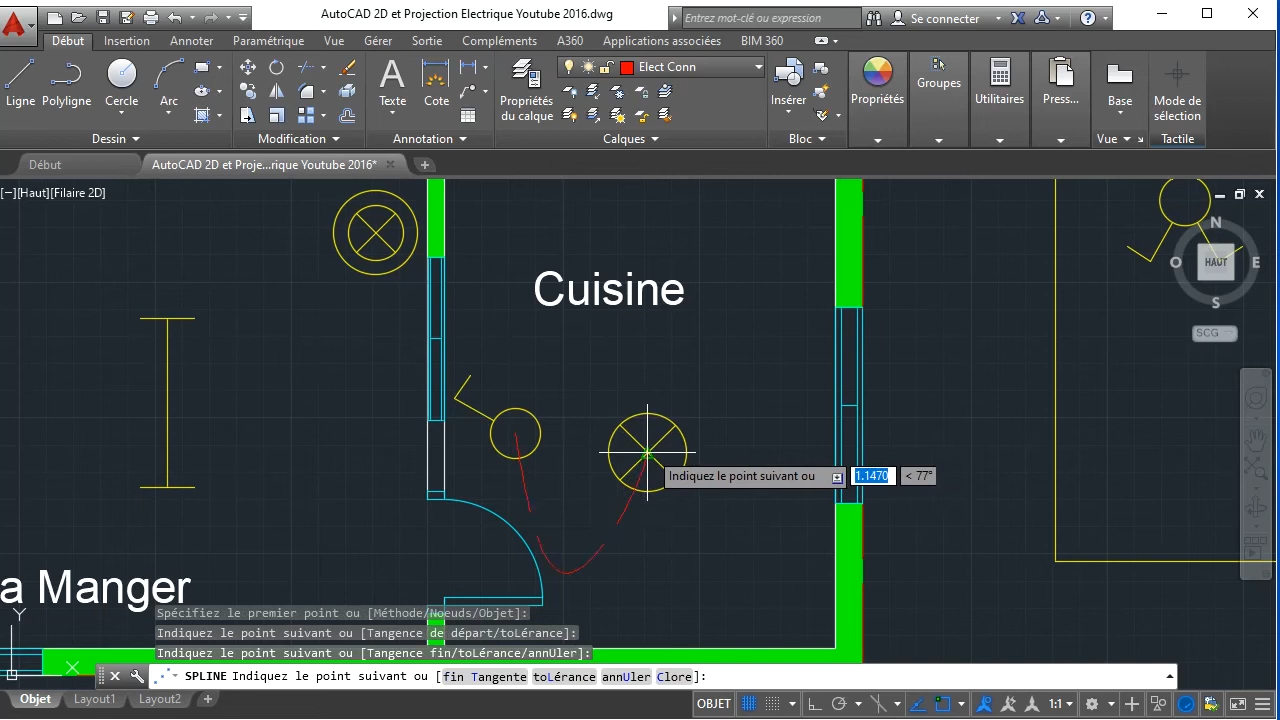 AutoCAD 2D et Projection Electrique Youtube 2016.dwg
Entrez mot-clé ou expression
Se connecter
Début Insertion Annoter Paramétrique Vue Gérer Sortie Compléments A360 Applications associées BIM 360
Elect Conn
Ligne Polyligne Cercle Arc
Texte Cote
Propriétés du calque
Insérer
Propriétés
Groupes
Utilitaires
Press...
Base
Mode de sélection
Dessin Modification Annotation Calques Bloc Vue Tactile
Début
AutoCAD 2D et Proje...rique Youtube 2016*
[−][Haut][Filaire 2D]
N
O HAUT E
S
SCG
Cuisine
Indiquez le point suivant ou 1.1470 < 77°
a Manger
Y
Spécifiez le premier point ou [Méthode/Noeuds/Objet]:
Indiquez le point suivant ou [Tangence de départ/toLérance]:
Indiquez le point suivant ou [Tangence fin/toLérance/annUler]:
SPLINE Indiquez le point suivant ou [fin Tangente toLérance annUler Clore]:
Objet Layout1 Layout2
OBJET
1:1